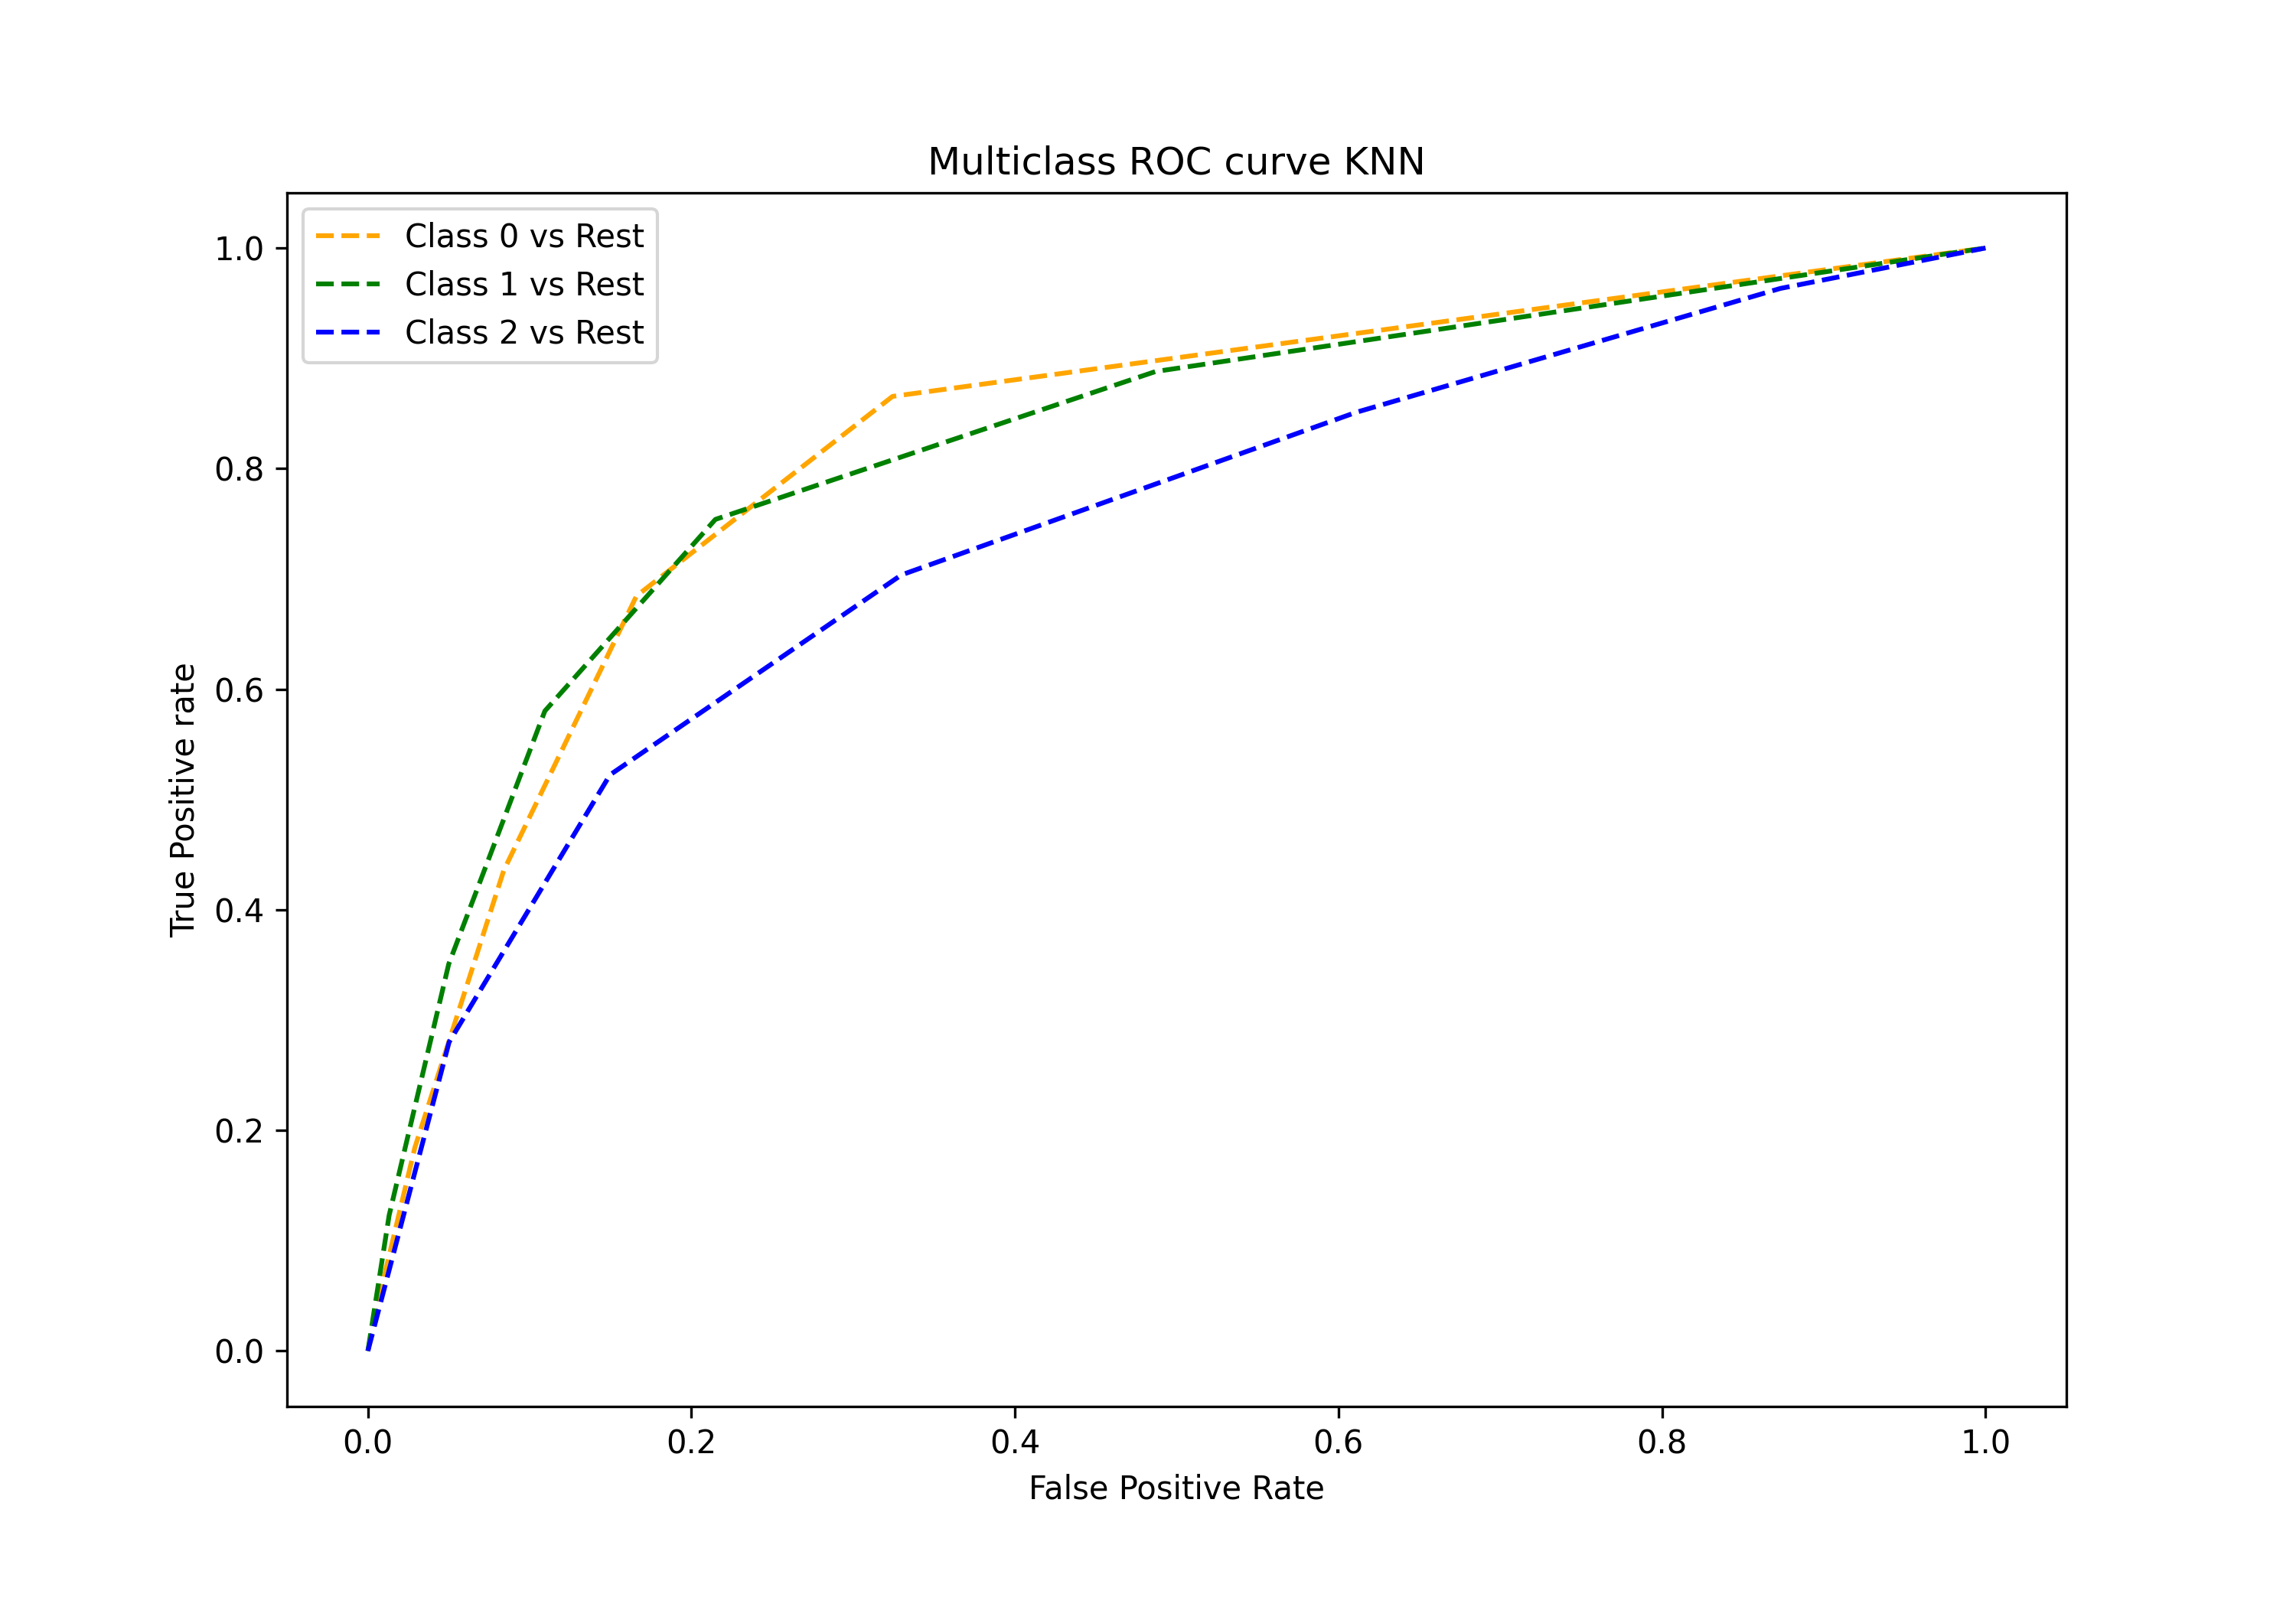 Multiclass ROC curve KNN
Class 0 vs Rest
Class 1 vs Rest
Class 2 vs Rest
True Positive rate
1.0
0.8
0.6
0.4
0.2
0.0
0.0 0.2 0.4 0.6 0.8 1.0
False Positive Rate